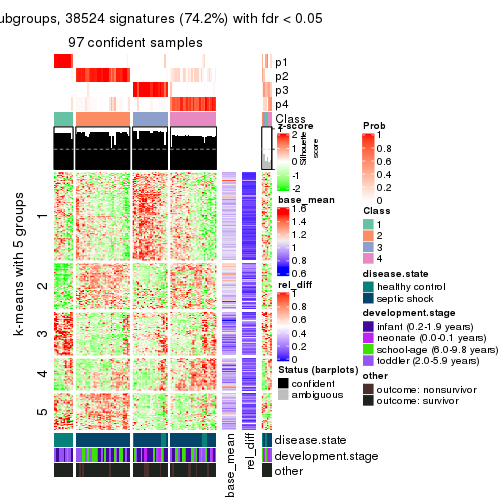 ubgroups, 38524 signatures (74.2%) with fdr < 0.05
97 confident samples
p1
p2
p3
p4
Class
z-score
2
1
0
-1
-2
Silhouette
score
base_mean
1.6
1.4
1.2
1
0.8
0.6
rel_diff
1
0.8
0.6
0.4
0.2
0
Status (barplots)
confident
ambiguous
Prob
1
0.8
0.6
0.4
0.2
0
Class
1
2
3
4
disease.state
healthy control
septic shock
development.stage
infant (0.2-1.9 years)
neonate (0.0-0.1 years)
school-age (6.0-9.8 years)
toddler (2.0-5.9 years)
other
outcome: nonsurvivor
outcome: survivor
k-means with 5 groups
1
2
3
4
5
disease.state
development.stage
other
base_mean
rel_diff